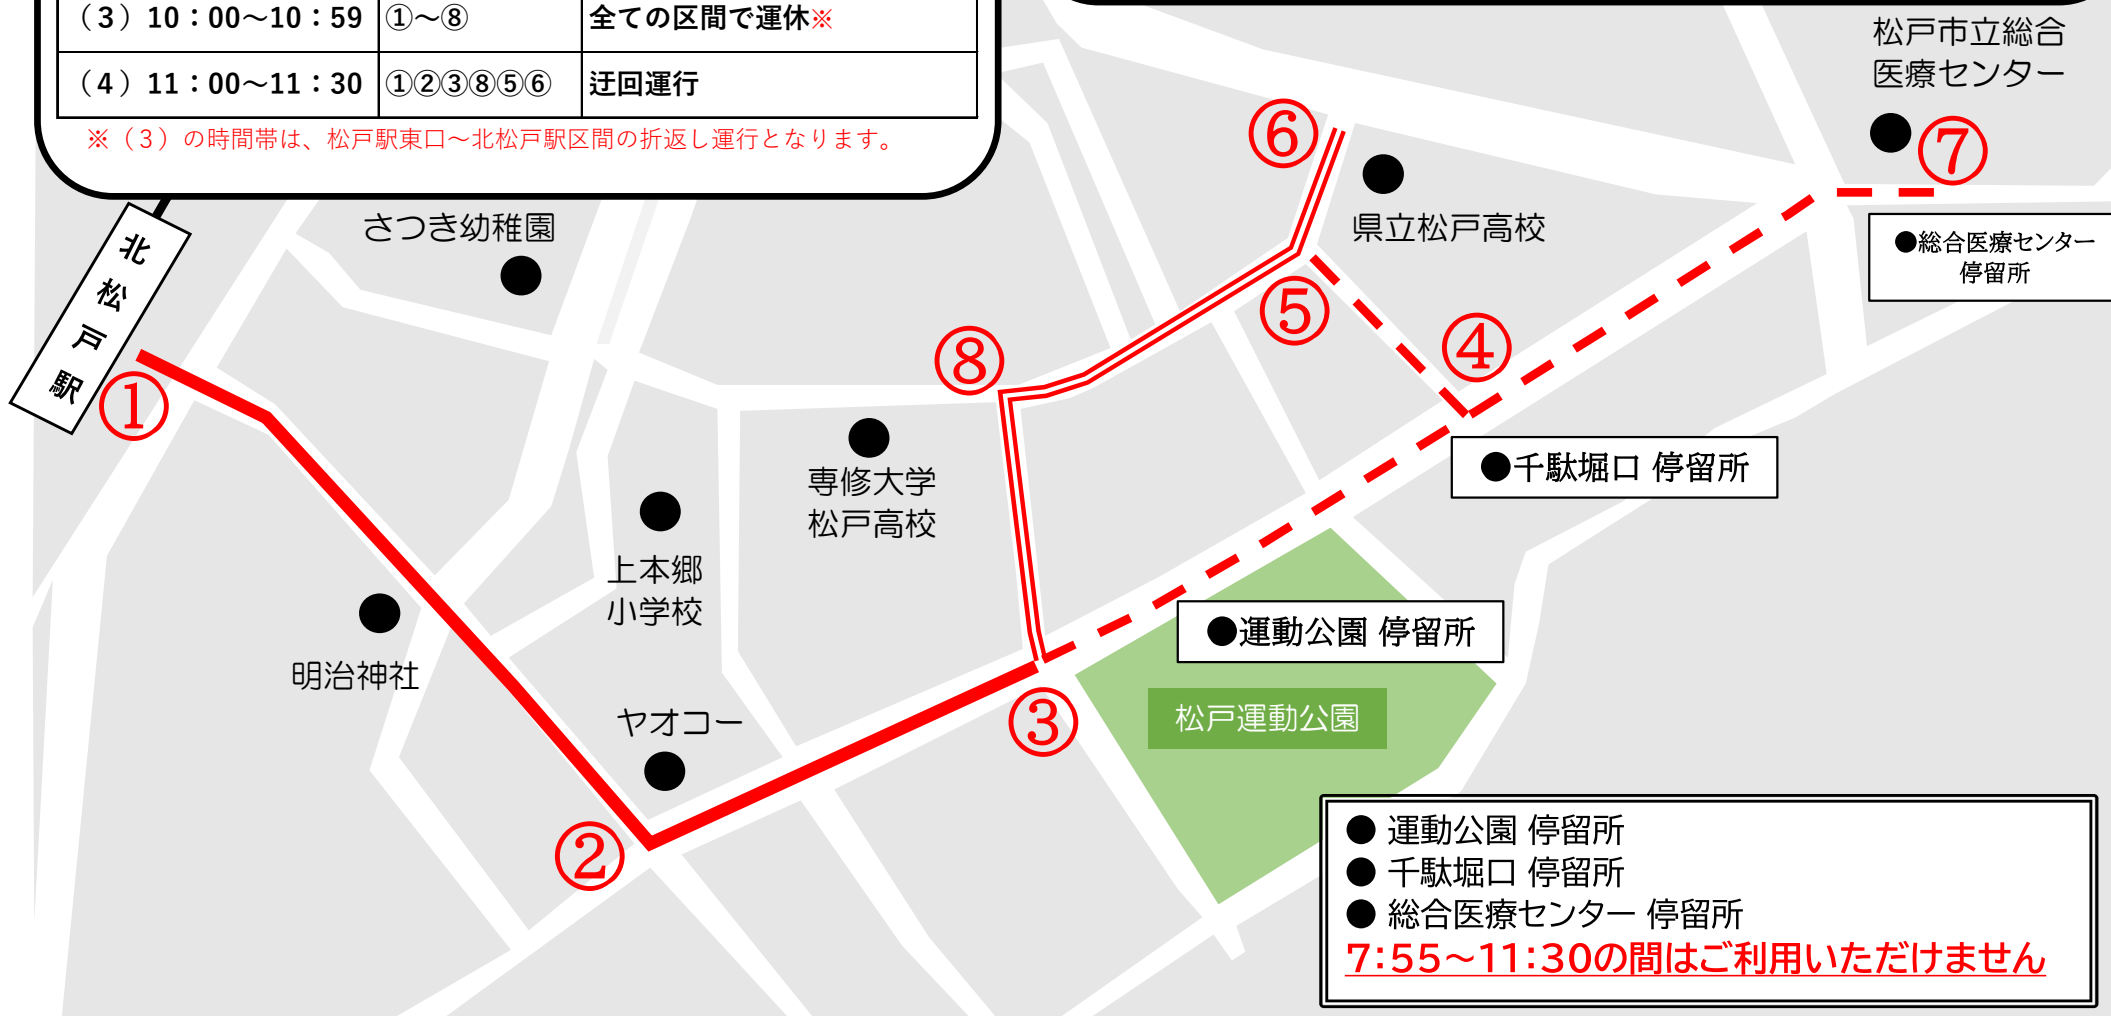 （3）10：00～10：59 ①～⑧ 全ての区間で運休※
（4）11：00～11：30 ①②③⑧⑤⑥ 迂回運行
※（3）の時間帯は、松戸駅東口～北松戸駅区間の折返し運行となります。
松戸市立総合
医療センター
⑦
⑥
県立松戸高校
●総合医療センター
停留所
さつき幼稚園
北松戸駅
①
⑤
④
⑧
●千駄堀口 停留所
専修大学
松戸高校
上本郷
小学校
●運動公園 停留所
明治神社
ヤオコー
③
松戸運動公園
②
● 運動公園 停留所
● 千駄堀口 停留所
● 総合医療センター 停留所
7:55～11:30の間はご利用いただけません